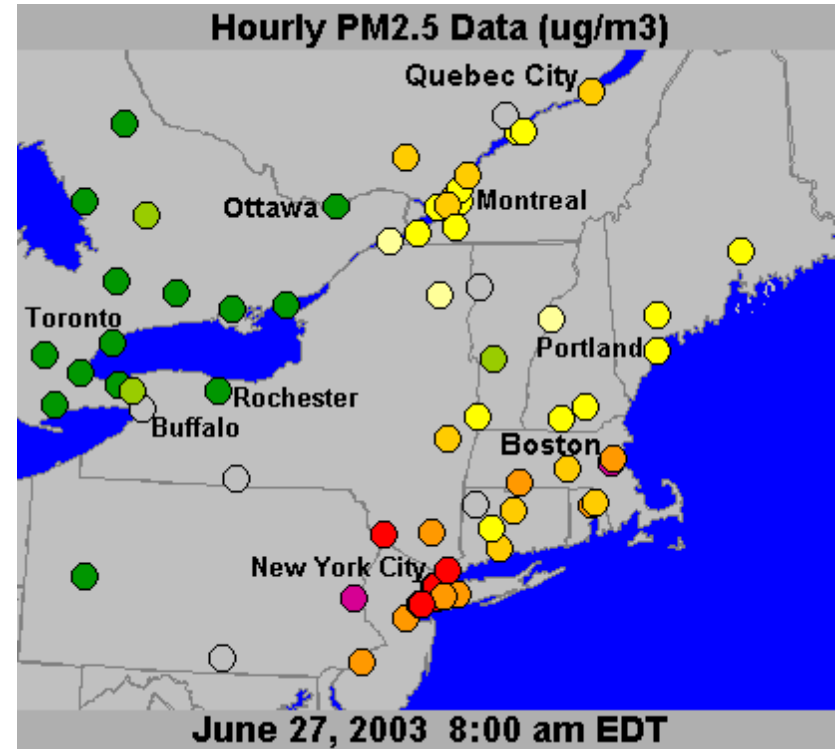 Hourly PM2.5 Data (ug/m3)
Quebec City
Ottawa
Montreal
Toronto
Portland
Rochester
Buffalo
Boston
New York City
June 27, 2003 8:00 am EDT